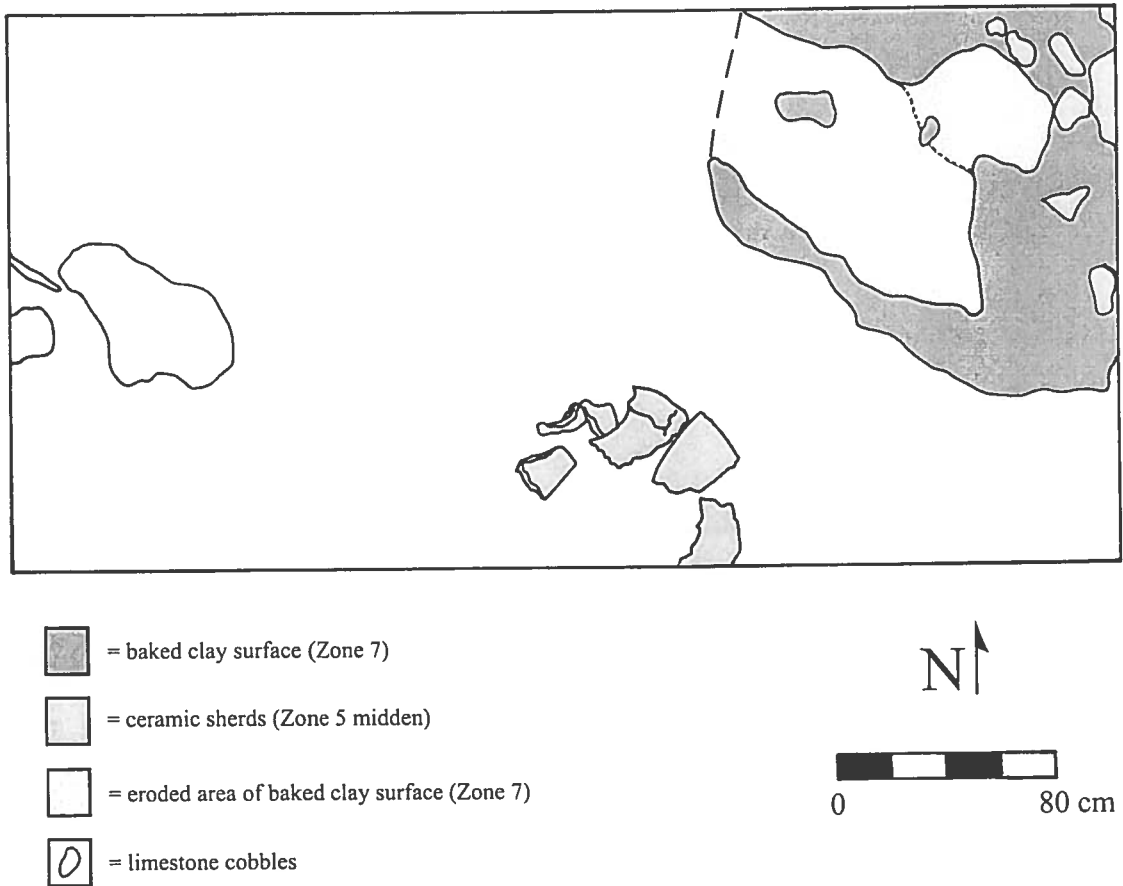 = baked clay surface (Zone 7)
= ceramic sherds (Zone 5 midden)
= eroded area of baked clay surface (Zone 7)
= limestone cobbles
N
0 80 cm